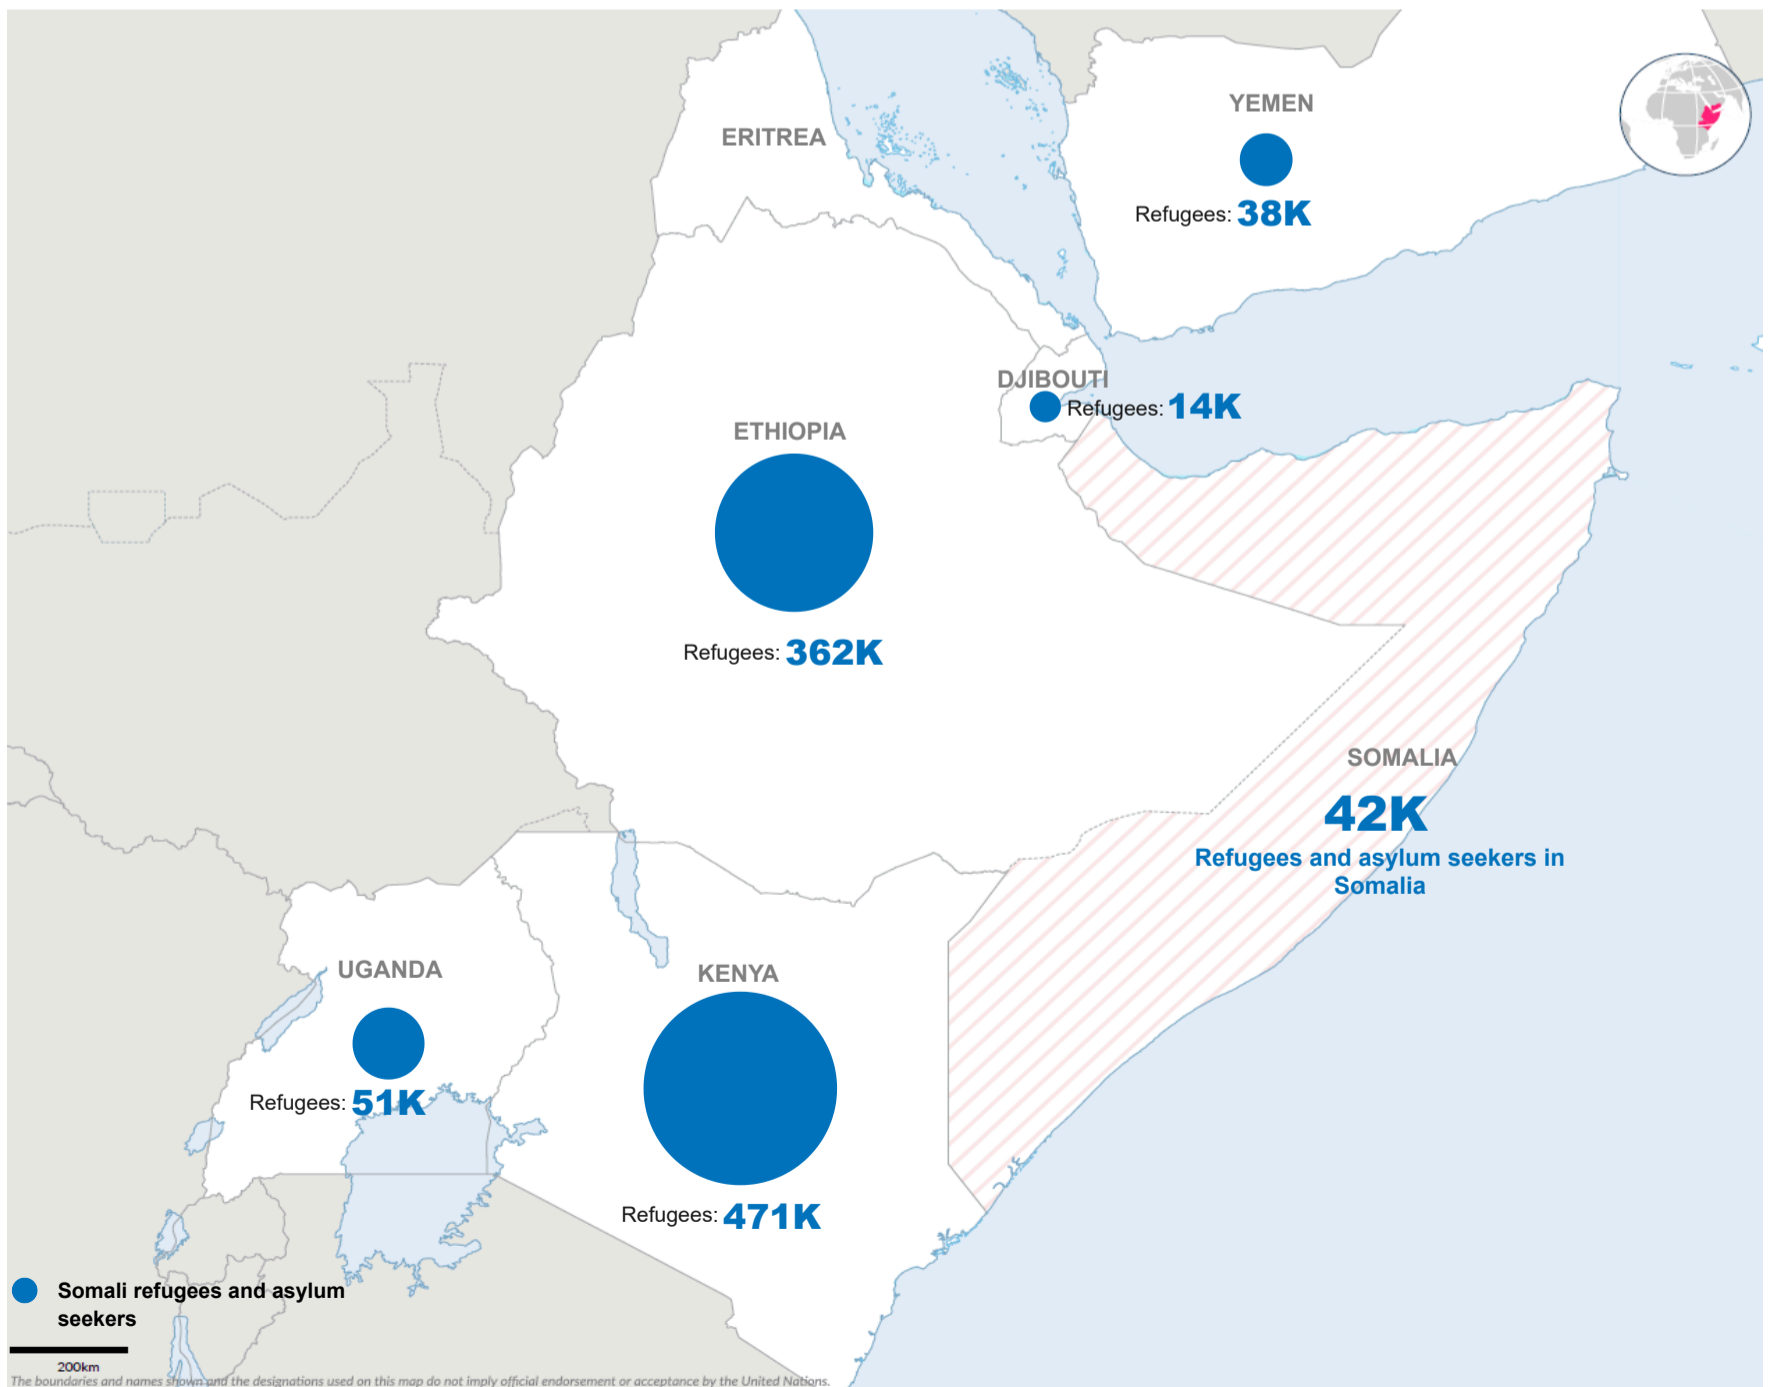 YEMEN
ERITREA
Refugees: 38K
DJIBOUTI
Refugees: 14K
ETHIOPIA
Refugees: 362K
SOMALIA
42K
Refugees and asylum seekers in
Somalia
UGANDA
KENYA
Refugees: 51K
Refugees: 471K
Somali refugees and asylum
seekers
200km
The boundaries and names shown and the designations used on this map do not imply official endorsement or acceptance by the United Nations.